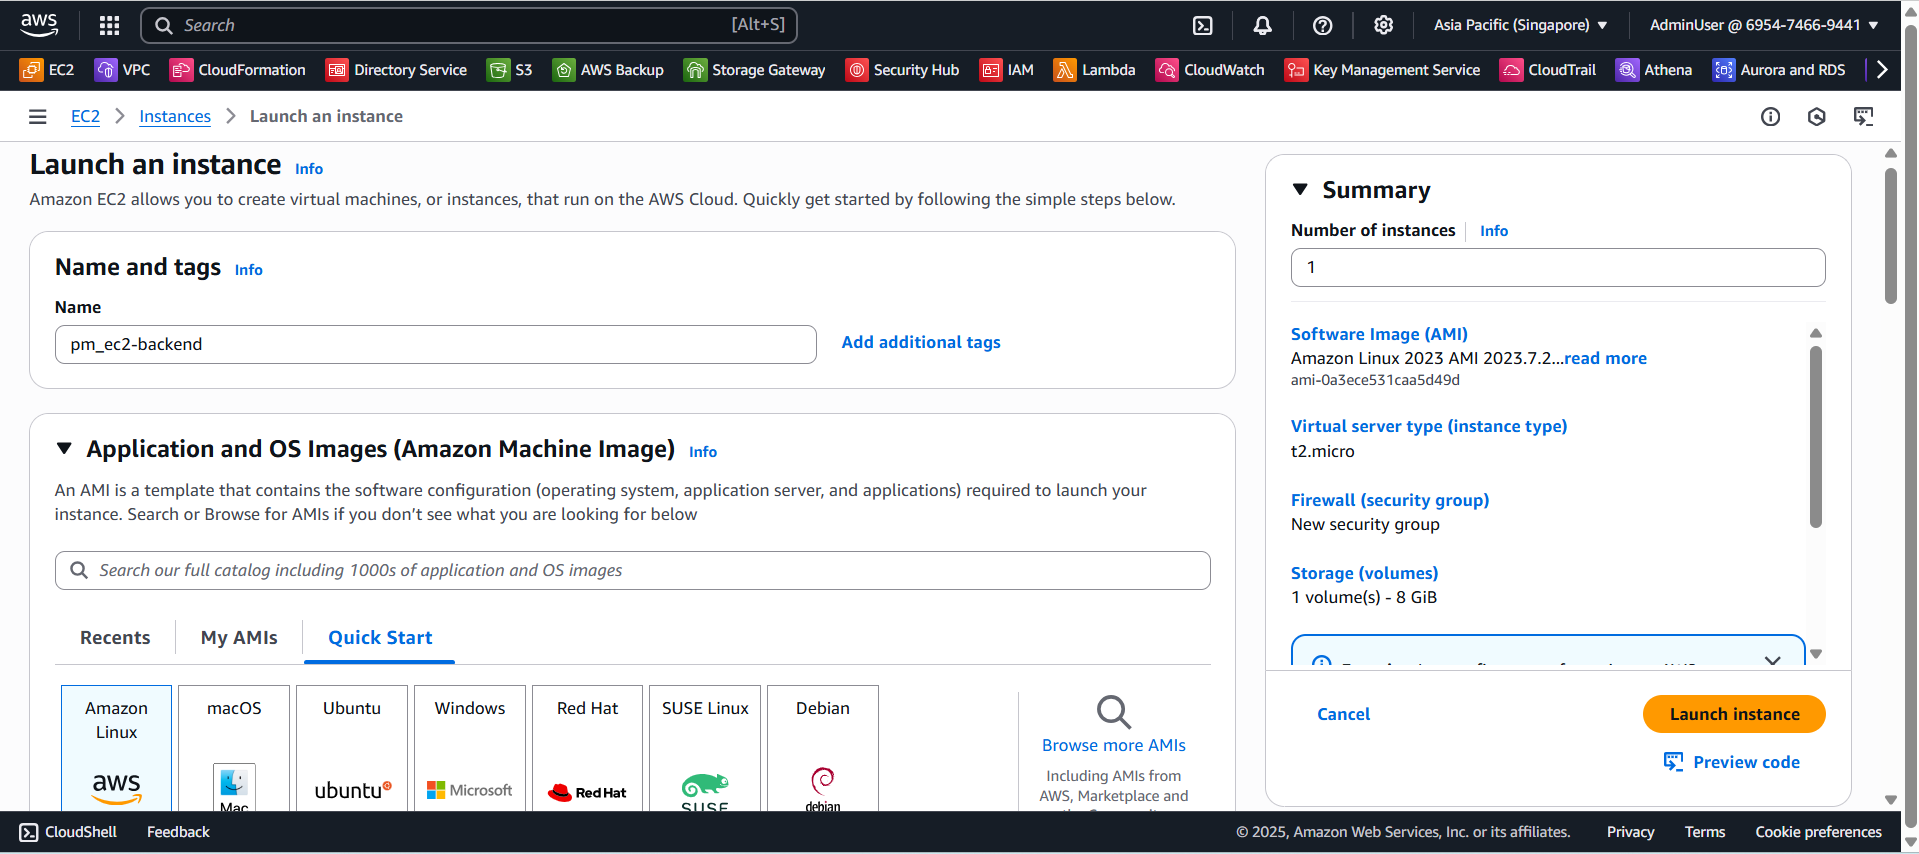 aws
Search [Alt+S]
Asia Pacific (Singapore)
AdminUser @ 6954-7466-9441
EC2 VPC CloudFormation Directory Service S3 AWS Backup Storage Gateway Security Hub IAM Lambda CloudWatch Key Management Service CloudTrail Athena Aurora and RDS
EC2 Instances Launch an instance
Launch an instance Info
Amazon EC2 allows you to create virtual machines, or instances, that run on the AWS Cloud. Quickly get started by following the simple steps below.
Name and tags Info
Name
pm_ec2-backend
Add additional tags
Application and OS Images (Amazon Machine Image) Info
An AMI is a template that contains the software configuration (operating system, application server, and applications) required to launch your
instance. Search or Browse for AMIs if you don’t see what you are looking for below
Search our full catalog including 1000s of application and OS images
Recents My AMIs Quick Start
Amazon
Linux
aws
macOS
Mac
Ubuntu
ubuntu
Windows
Microsoft
Red Hat
Red Hat
SUSE Linux
SUSE
Debian
debian
Browse more AMIs
Including AMIs from
AWS, Marketplace and
Summary
Number of instances Info
1
Software Image (AMI)
Amazon Linux 2023 AMI 2023.7.2...read more
ami-0a3ece531caa5d49d
Virtual server type (instance type)
t2.micro
Firewall (security group)
New security group
Storage (volumes)
1 volume(s) - 8 GiB
Cancel
Launch instance
Preview code
CloudShell Feedback
© 2025, Amazon Web Services, Inc. or its affiliates. Privacy Terms Cookie preferences